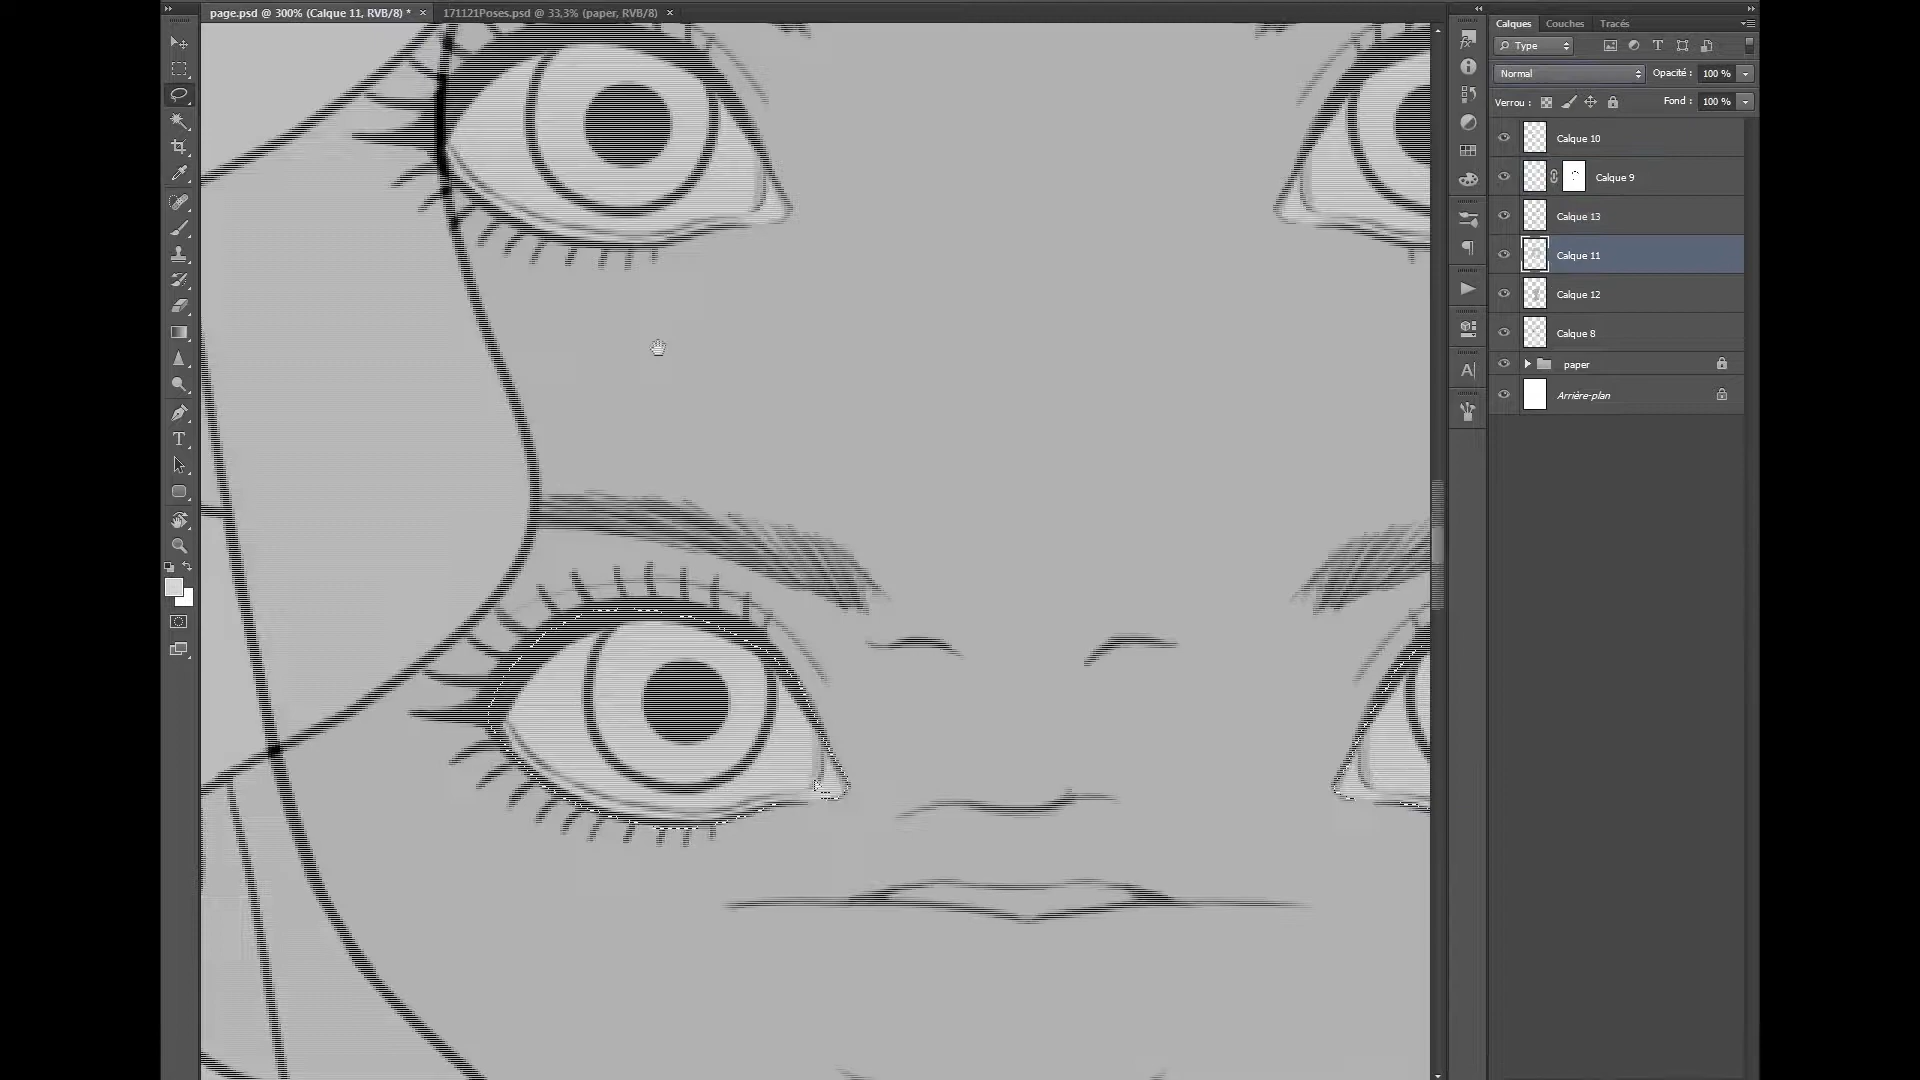 page.psd @ 300% (Calque 11, RVB/8) *
171121Poses.psd @ 33,3% (paper, RVB/8)
Calques Couches Tracés
Type
Normal Opacité : 100 %
Verrou : Fond : 100 %
Calque 10
Calque 9
Calque 13
Calque 11
Calque 12
Calque 8
paper
Arrière-plan